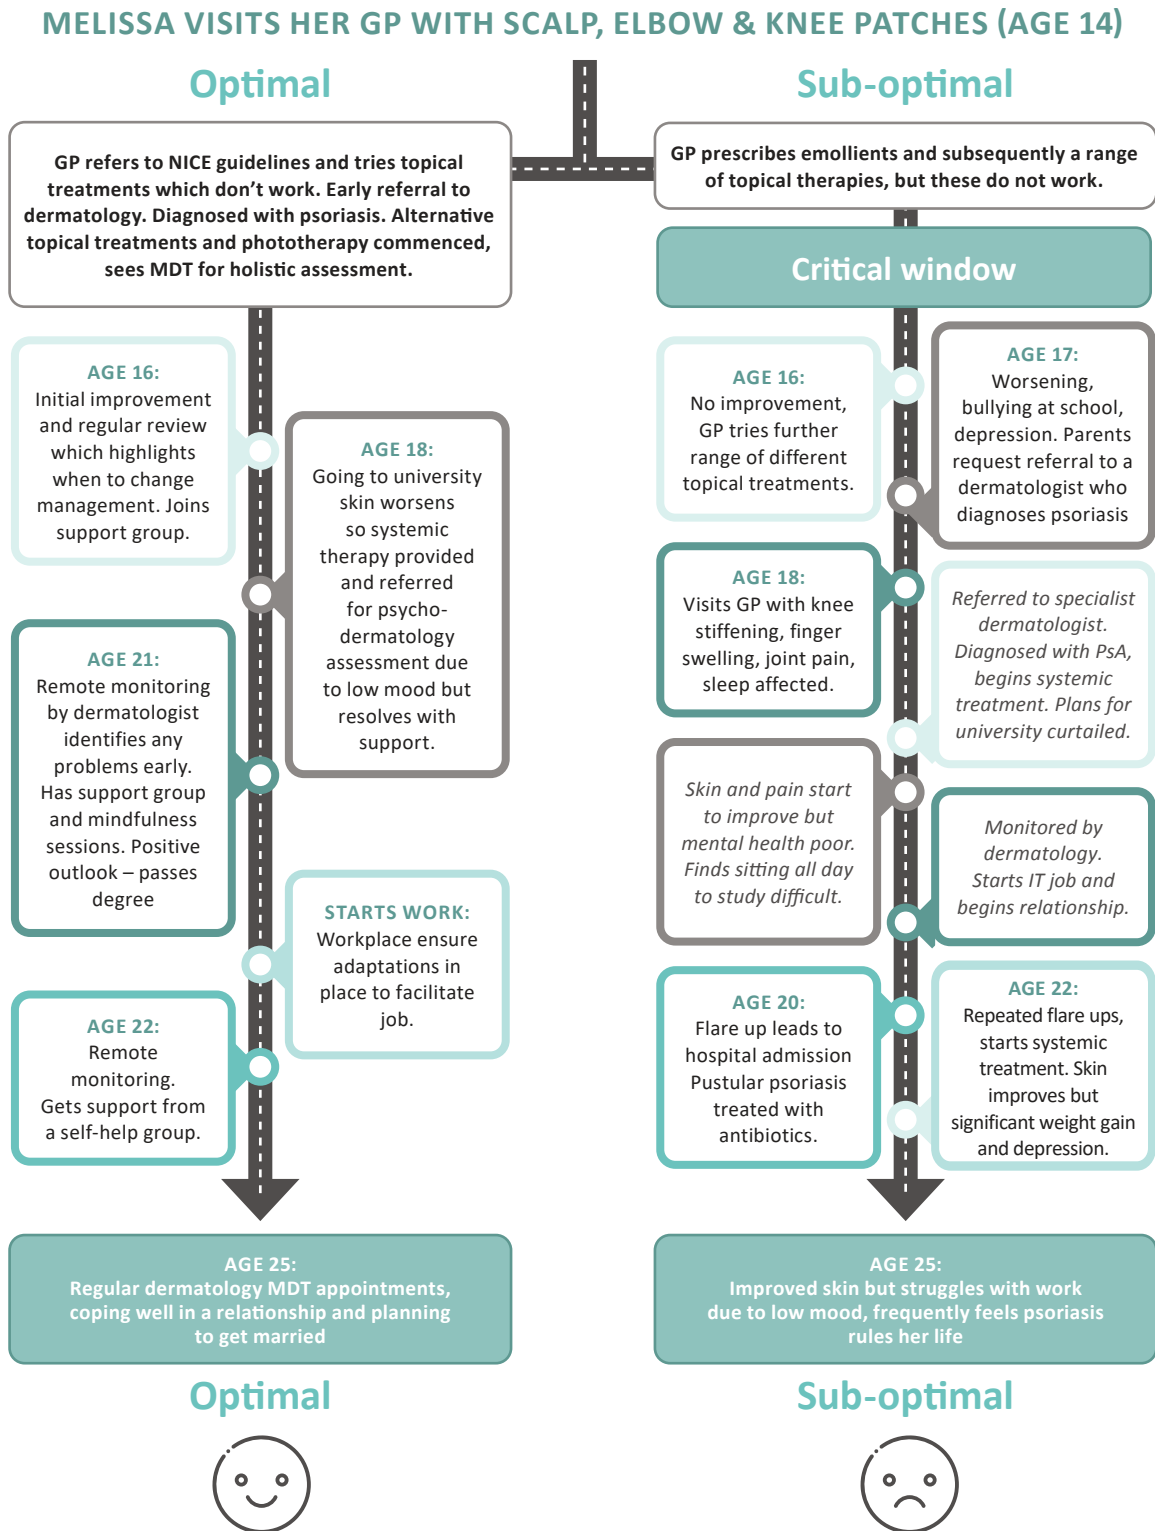 MELISSA VISITS HER GP WITH SCALP, ELBOW & KNEE PATCHES (AGE 14)
Optimal
GP refers to NICE guidelines and tries topical
treatments which don’t work. Early referral to
dermatology. Diagnosed with psoriasis. Alternative
topical treatments and phototherapy commenced,
sees MDT for holistic assessment.
AGE 16:
Initial improvement
and regular review
which highlights
when to change
management. Joins
support group.
AGE 18:
Going to university
skin worsens
so systemic
therapy provided
and referred
for psycho-
dermatology
assessment due
to low mood but
resolves with
support.
AGE 21:
Remote monitoring
by dermatologist
identifies any
problems early.
Has support group
and mindfulness
sessions. Positive
outlook – passes
degree
STARTS WORK:
Workplace ensure
adaptations in
place to facilitate
job.
AGE 22:
Remote
monitoring.
Gets support from
a self-help group.
AGE 25:
Regular dermatology MDT appointments,
coping well in a relationship and planning
to get married
Optimal
Sub-optimal
GP prescribes emollients and subsequently a range
of topical therapies, but these do not work.
Critical window
AGE 16:
No improvement,
GP tries further
range of different
topical treatments.
AGE 17:
Worsening,
bullying at school,
depression. Parents
request referral to a
dermatologist who
diagnoses psoriasis
AGE 18:
Visits GP with knee
stiffening, finger
swelling, joint pain,
sleep affected.
Referred to specialist
dermatologist.
Diagnosed with PsA,
begins systemic
treatment. Plans for
university curtailed.
Skin and pain start
to improve but
mental health poor.
Finds sitting all day
to study difficult.
Monitored by
dermatology.
Starts IT job and
begins relationship.
AGE 20:
Flare up leads to
hospital admission
Pustular psoriasis
treated with
antibiotics.
AGE 22:
Repeated flare ups,
starts systemic
treatment. Skin
improves but
significant weight gain
and depression.
AGE 25:
Improved skin but struggles with work
due to low mood, frequently feels psoriasis
rules her life
Sub-optimal